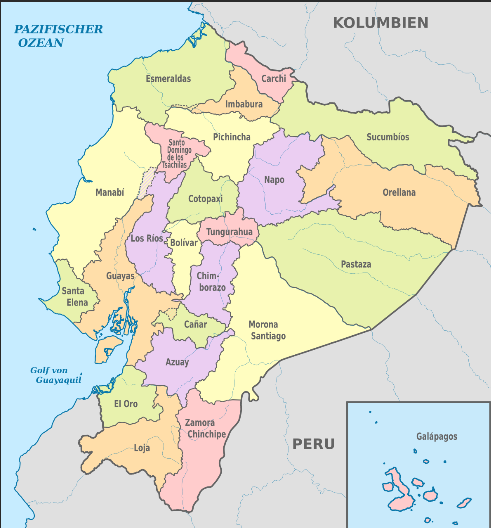 PAZIFISCHER
OZEAN
KOLUMBIEN
Esmeraldas
Carchi
Imbabura
Pichincha
Sucumbíos
Santo
Domingo
de los
Tsáchilas
Manabí
Napo
Orellana
Cotopaxi
Los Ríos
Bolívar
Tungurahua
Pastaza
Guayas
Chim-
borazo
Santa
Elena
Cañar
Morona
Santiago
Azuay
Golf von
Guayaquil
El Oro
Zamora
Chinchipe
Loja
PERU
Galápagos